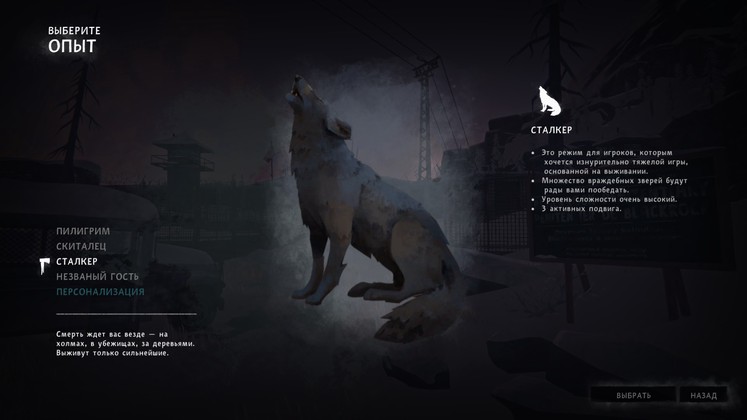 ВЫБЕРИТЕ
ОПЫТ
ПИЛИГРИМ
СКИТАЛЕЦ
СТАЛКЕР
НЕЗВАНЫЙ ГОСТЬ
ПЕРСОНАЛИЗАЦИЯ
Смерть ждет вас везде — на
холмах, в убежищах, за деревьями.
Выживут только сильнейшие.
СТАЛКЕР
• Это режим для игроков, которым
хочется изнурительно тяжелой игры,
основанной на выживании.
• Множество враждебных зверей будут
рады вами пообедать.
• Уровень сложности очень высокий.
• 3 активных подвига.
ВЫБРАТЬ
НАЗАД